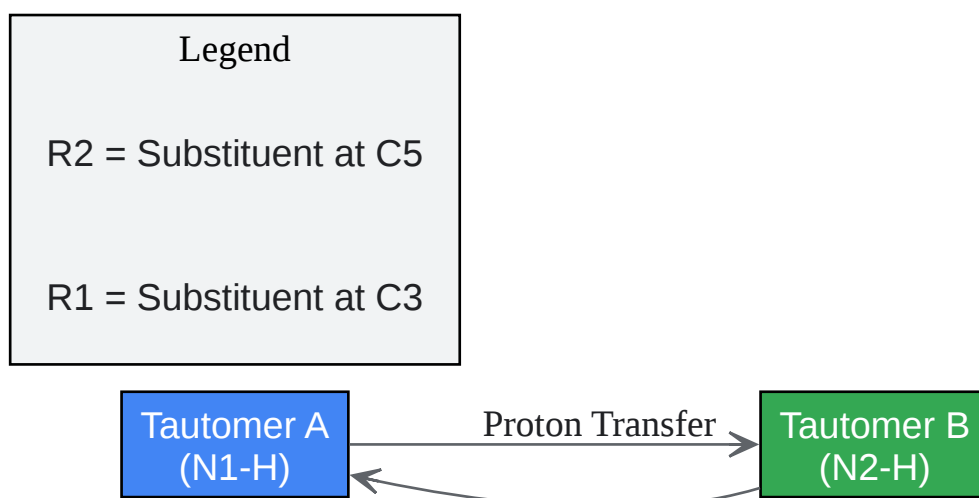 Legend
R2 = Substituent at C5
R1 = Substituent at C3
Tautomer A
(N1-H)
Proton Transfer
Tautomer B
(N2-H)